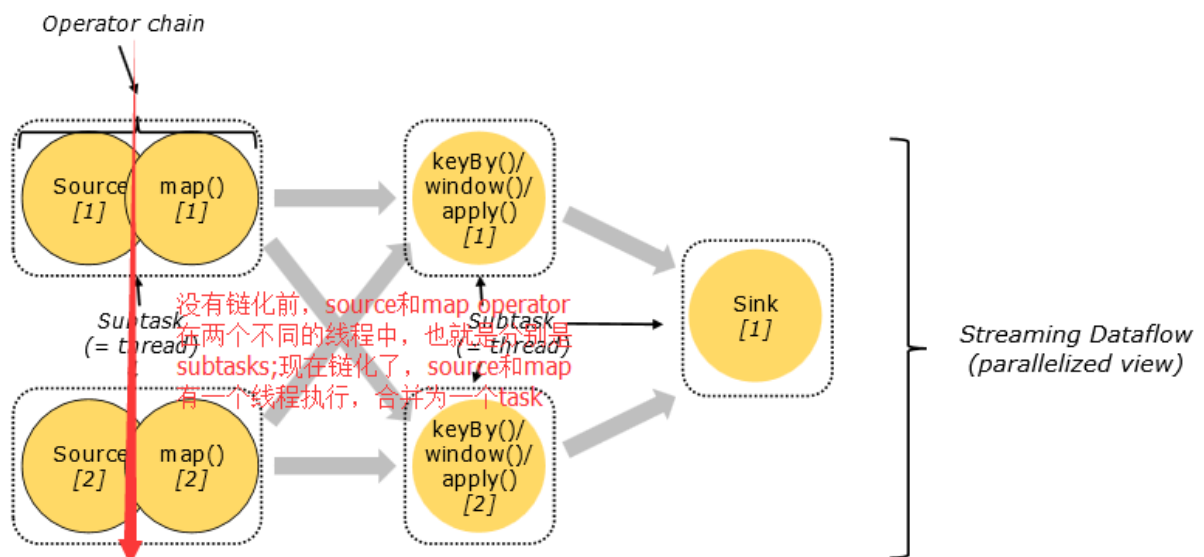 Operator chain
Source
[1]
map()
[1]
keyBy()/
window()/
apply()
[1]
Sink
[1]
Subtask
(= thread)
没有链化前，source和map operator
在两个不同的线程中，也就是分别是
subtasks;现在链化了，source和map
有一个线程执行，合并为一个task
Subtask
(= thread)
Streaming Dataflow
(parallelized view)
Source
[2]
map()
[2]
keyBy()/
window()/
apply()
[2]